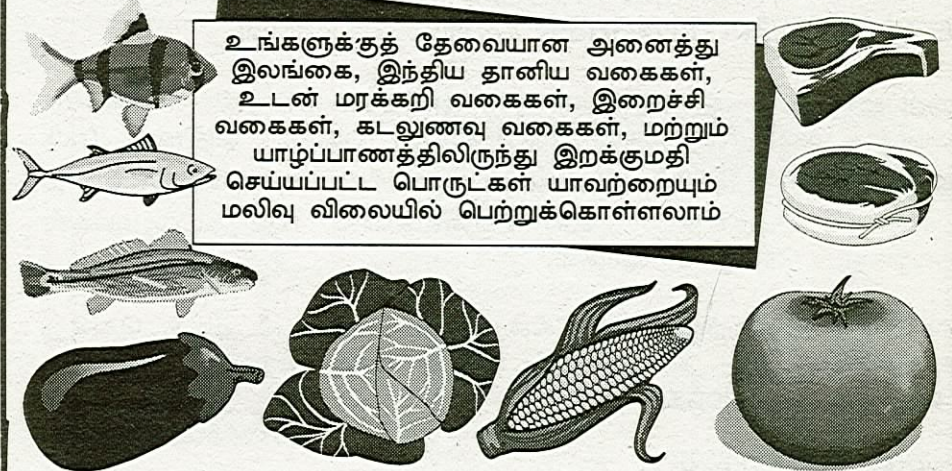 உங்களுக்குத் தேவையான அனைத்து
இலங்கை, இந்திய தானிய வகைகள்,
உடன் மரக்கறி வகைகள், இறைச்சி
வகைகள், கடலுணவு வகைகள், மற்றும்
யாழ்ப்பாணத்திலிருந்து இறக்குமதி
செய்யப்பட்ட பொருட்கள் யாவற்றையும்
மலிவு விலையில் பெற்றுக்கொள்ளலாம்